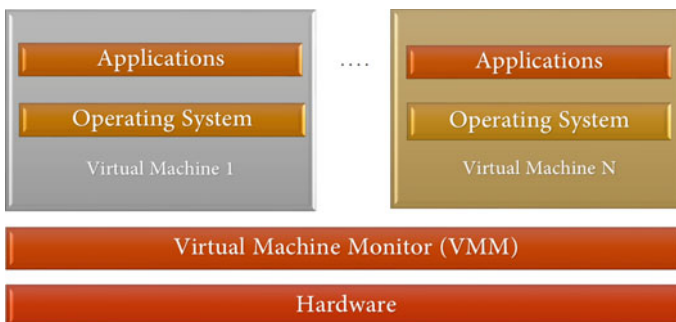 Applications
Operating System
Virtual Machine 1
....
Applications
Operating System
Virtual Machine N
Virtual Machine Monitor (VMM)
Hardware